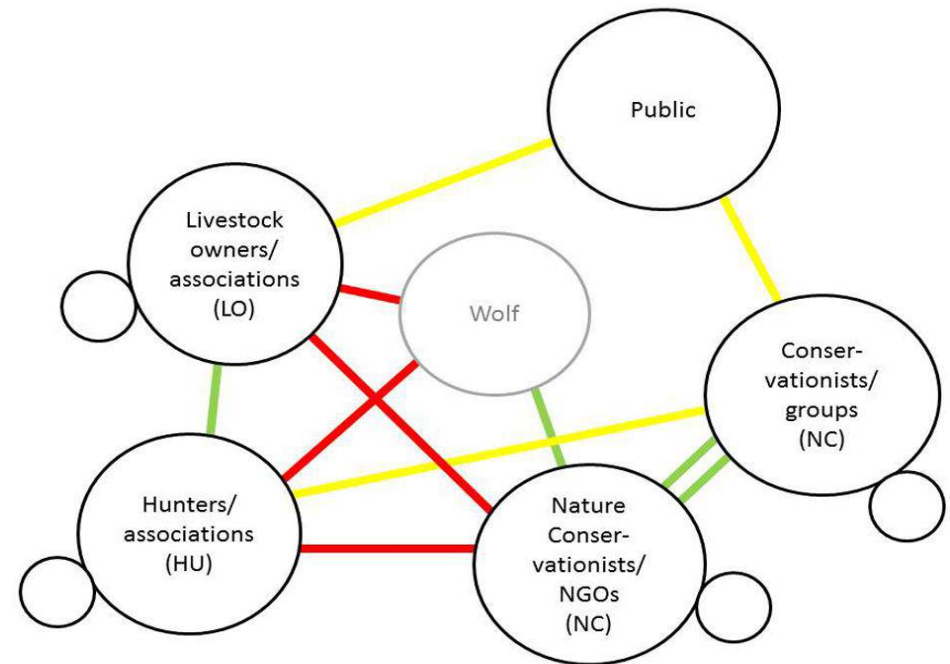 Public
Livestock
owners/
associations
(LO)
Wolf
Conser-
vationists/
groups
(NC)
Hunters/
associations
(HU)
Nature
Conser-
vationists/
NGOs
(NC)